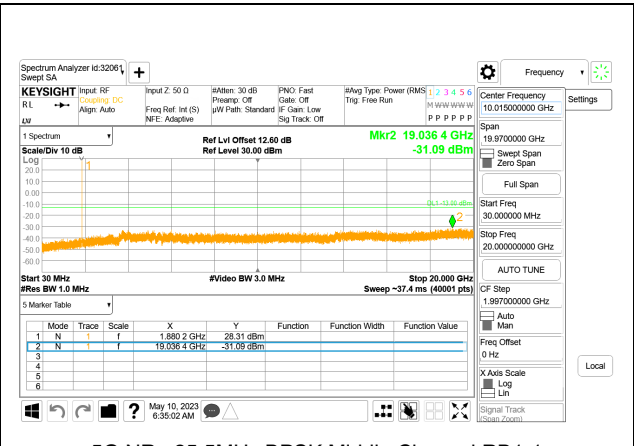 Spectrum Analyzer id:32061
Swept SA
Frequency
KEYSIGHT
RL
Input: RF
Coupling: DC
Align: Auto
Input Z: 50 Ω
Freq Ref: Int (S)
NFE: Adaptive
#Atten: 30 dB
Preamp: Off
µW Path: Standard
PNO: Fast
Gate: Off
IF Gain: Low
Sig Track: Off
#Avg Type: Power (RMS
Trig: Free Run
1 2 3 4 5 6
M W W W W W
P P P P P P
Center Frequency
10.015000000 GHz
Settings
Span
19.9700000 GHz
Swept Span
Zero Span
Full Span
Start Freq
30.000000 MHz
Stop Freq
20.000000000 GHz
AUTO TUNE
CF Step
1.997000000 GHz
Auto
Man
Freq Offset
0 Hz
X Axis Scale
Log
Lin
Signal Track
(Span Zoom)
Local
1 Spectrum
Scale/Div 10 dB
Ref Lvl Offset 12.60 dB
Ref Level 30.00 dBm
Mkr2 19.036 4 GHz
-31.09 dBm
Log
20.0
10.0
0.00
-10.0
-20.0
-30.0
-40.0
-50.0
-60.0
1
DL1 -13.00 dBm
2
Start 30 MHz
#Res BW 1.0 MHz
#Video BW 3.0 MHz
Stop 20.000 GHz
Sweep ~37.4 ms (40001 pts)
5 Marker Table
Mode Trace Scale X Y Function Function Width Function Value
1 N 1 f 1.880 2 GHz 28.31 dBm
2 N 1 f 19.036 4 GHz -31.09 dBm
3
4
5
6
May 10, 2023
6:35:02 AM